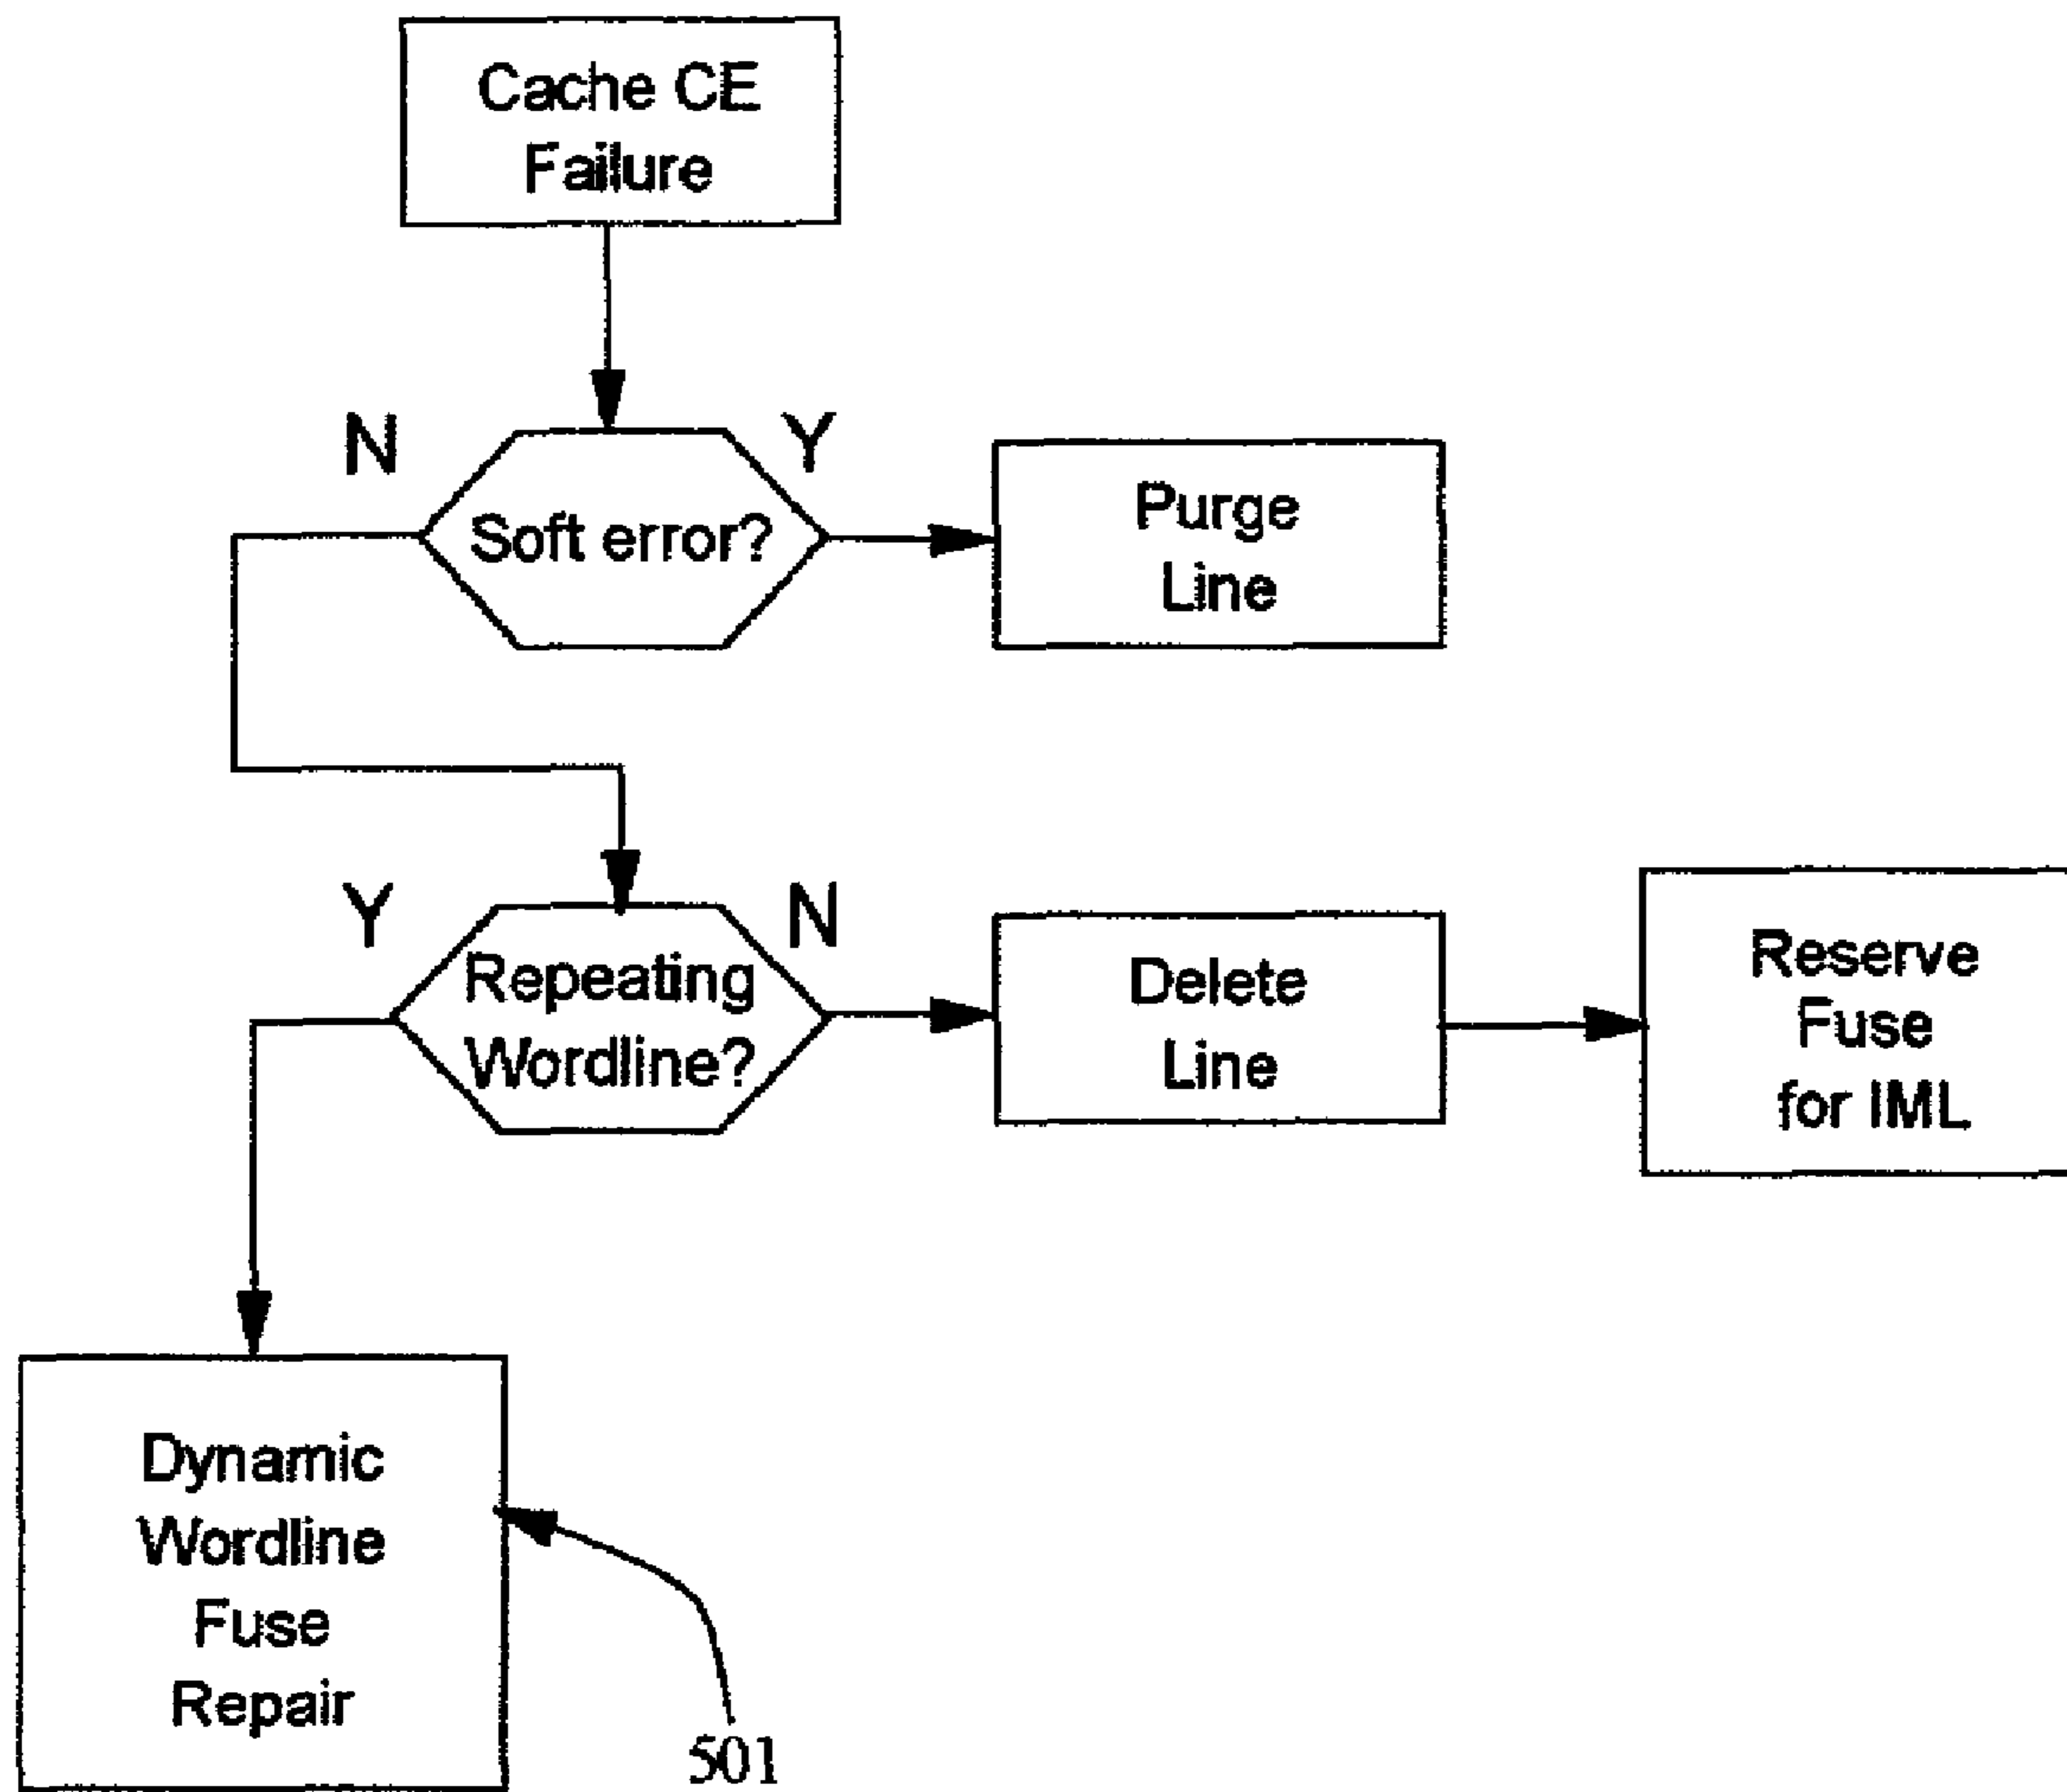 Cache CE
Failure
N
Y
Soft error?
Purge
Line
Y
N
Repeating
Wordline?
Delete
Line
Reserve
Fuse
for IML
Dynamic
Wordline
Fuse
Repair
501